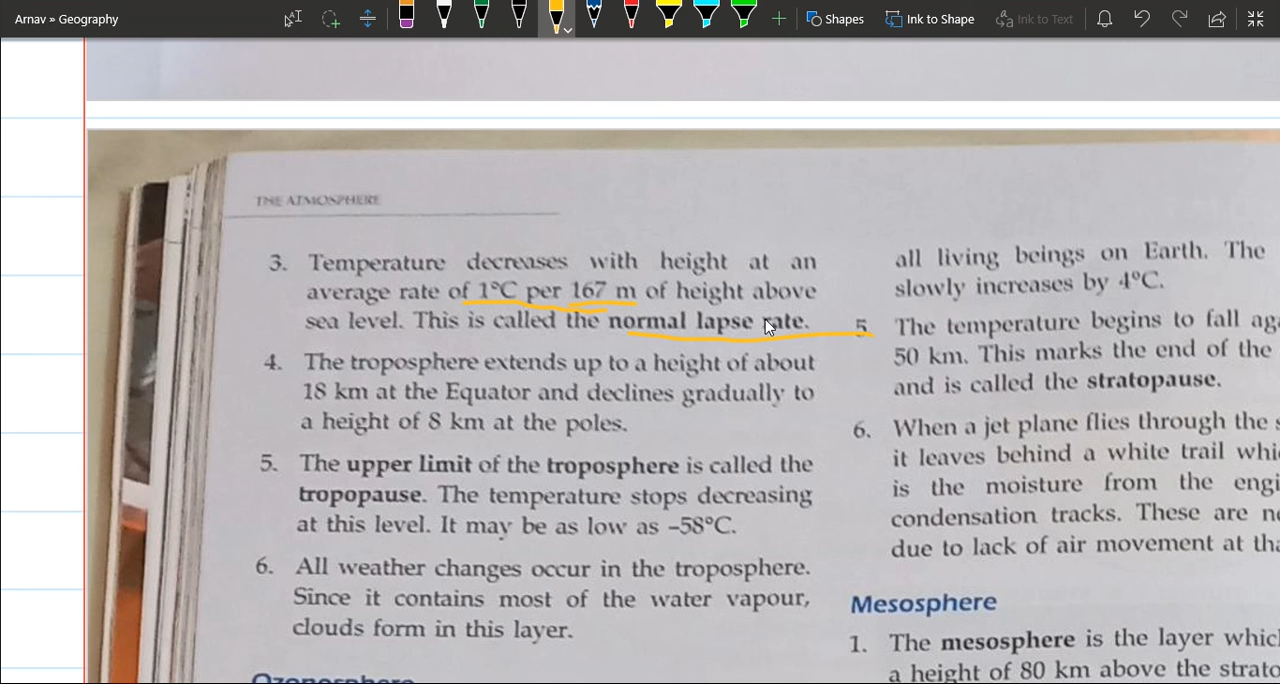 Arnav » Geography
Shapes
Ink to Shape
Ink to Text
THE ATMOSPHERE
3. Temperature decreases with height at an
average rate of 1°C per 167 m of height above
sea level. This is called the normal lapse rate.
4. The troposphere extends up to a height of about
18 km at the Equator and declines gradually to
a height of 8 km at the poles.
5. The upper limit of the troposphere is called the
tropopause. The temperature stops decreasing
at this level. It may be as low as –58°C.
6. All weather changes occur in the troposphere.
Since it contains most of the water vapour,
clouds form in this layer.
Ozonosphere
all living beings on Earth. The
slowly increases by 4°C.
5 The temperature begins to fall
50 km. This marks the end of the
and is called the stratopause.
6. When a jet plane flies through the
it leaves behind a white trail
is the moisture from the
condensation tracks. These are
due to lack of air movement at
Mesosphere
1. The mesosphere is the layer
a height of 80 km above the